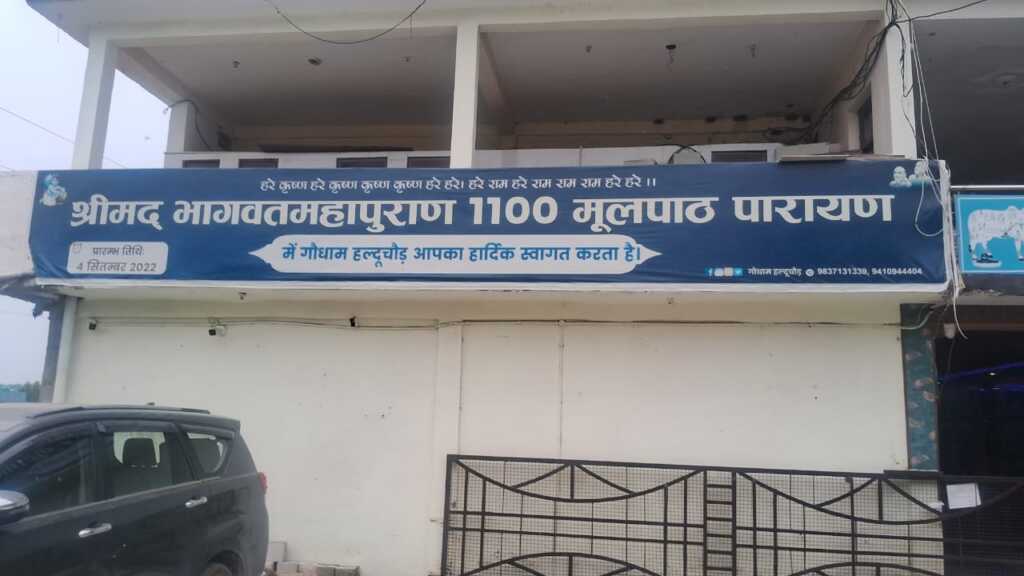 हरे कृष्ण हरे कृष्ण कृष्ण कृष्ण हरे हरे। हरे राम हरे राम राम राम हरे हरे ।।
श्रीमद् भागवतमहापुराण 1100 मूलपाठ पारायण
प्रारम्भ तिथिः
4 सितम्बर 2022
में गौधाम हल्दूचौड़ आपका हार्दिक स्वागत करता है।
गौधाम हल्दूचौड़ 9837131339, 9410944404